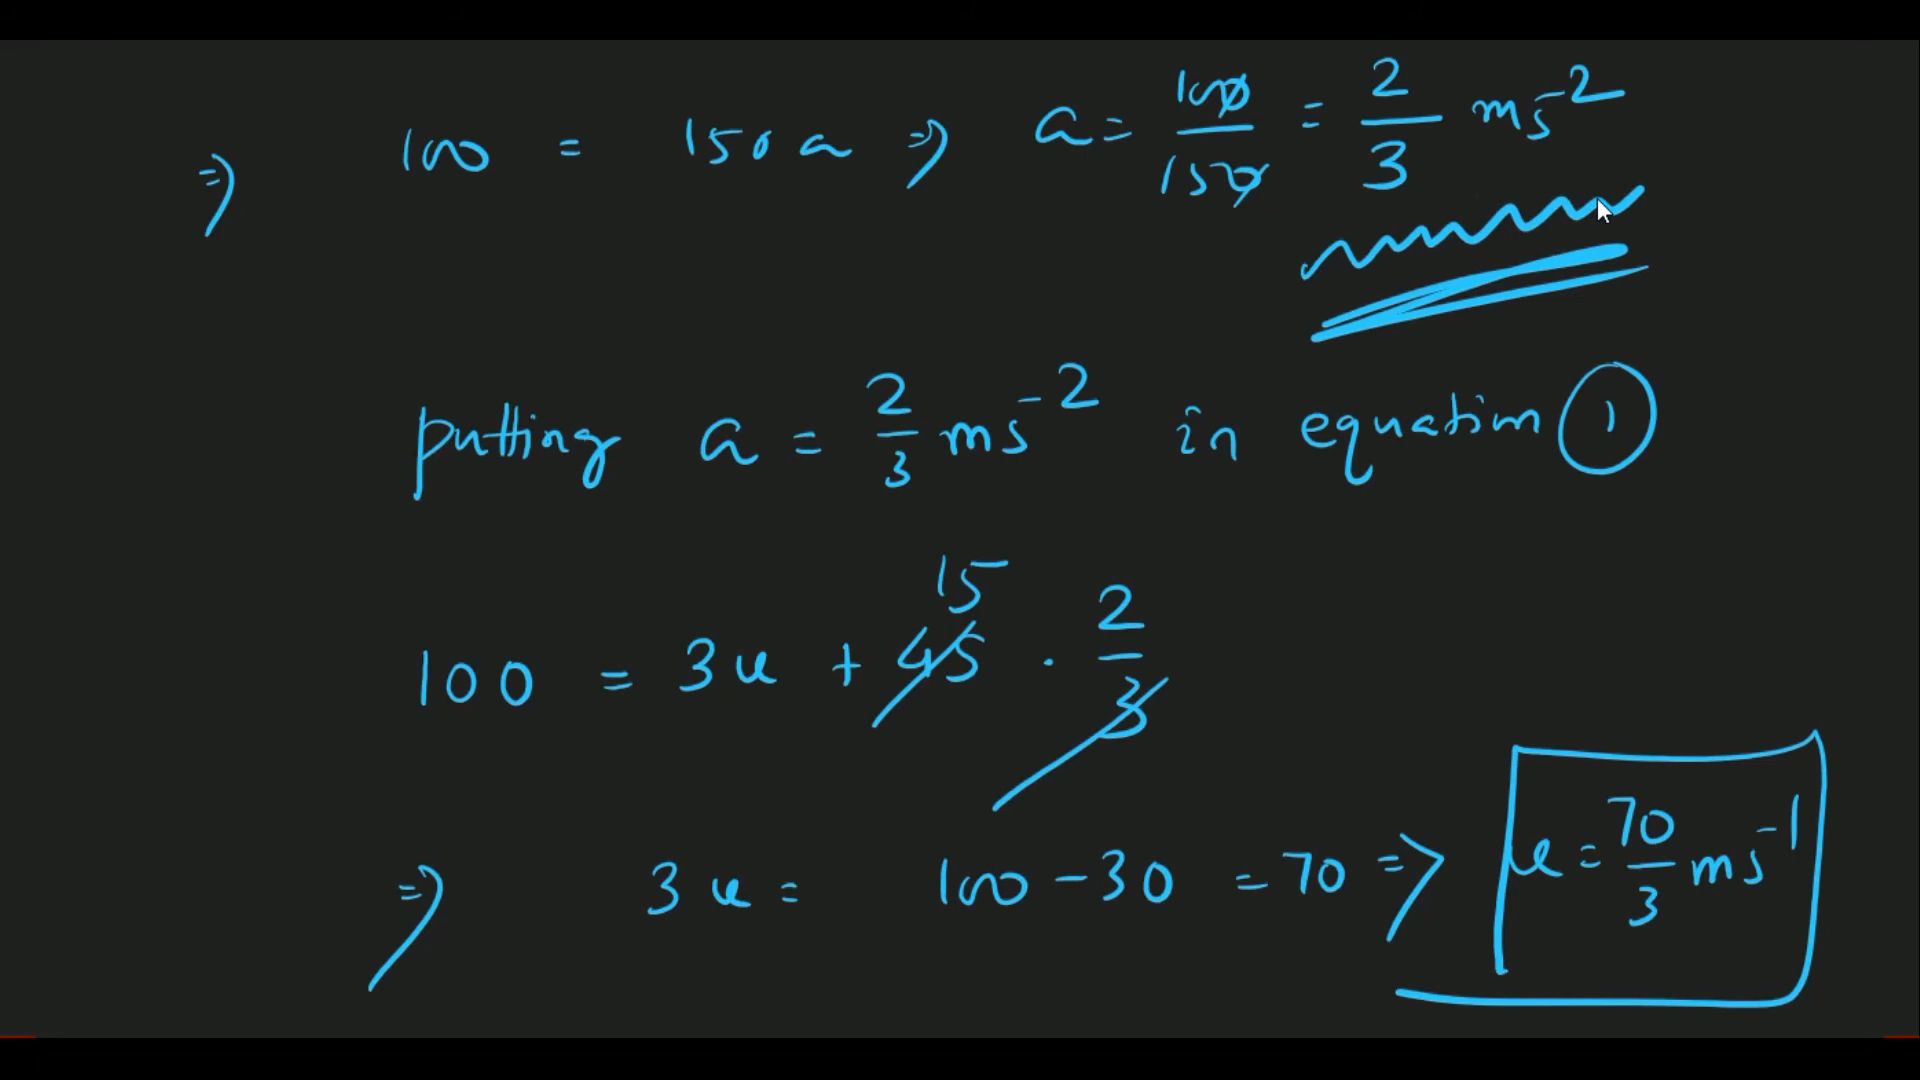 ⇒ 100 = 150 a ⇒ a = 100/150 = 2/3 ms⁻²
putting a = 2/3 ms⁻² in equation ①
15
100 = 3u + 45 · 2/3
⇒ 3u = 100 - 30 = 70 ⇒ u = 70/3 ms⁻¹